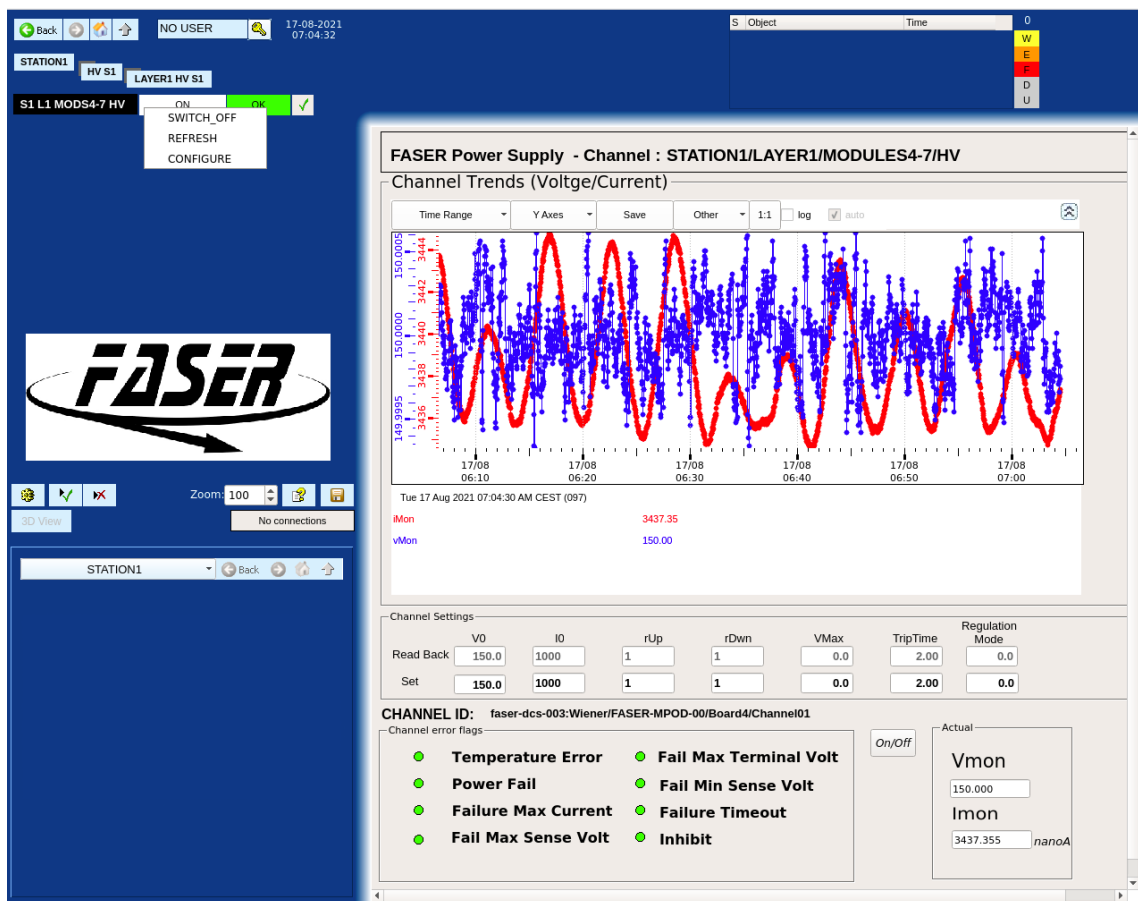 Back
NO USER
17-08-2021
07:04:32
S Object Time
0
W
E
F
D
U
STATION1
HV S1
LAYER1 HV S1
S1 L1 MODS4-7 HV ON OK
SWITCH_OFF
REFRESH
CONFIGURE
FASER
Zoom: 100
3D View
No connections
STATION1 Back
FASER Power Supply - Channel : STATION1/LAYER1/MODULES4-7/HV
Channel Trends (Voltge/Current)
Time Range Y Axes Save Other 1:1 log auto
150.0005
150.0000
149.9995
3444
3442
3440
3438
3436
17/08 17/08 17/08 17/08 17/08 17/08
06:10 06:20 06:30 06:40 06:50 07:00
Tue 17 Aug 2021 07:04:30 AM CEST (097)
iMon 3437.35
vMon 150.00
Channel Settings
V0 I0 rUp rDwn VMax TripTime Regulation Mode
Read Back 150.0 1000 1 1 0.0 2.00 0.0
Set 150.0 1000 1 1 0.0 2.00 0.0
CHANNEL ID: faser-dcs-003:Wiener/FASER-MPOD-00/Board4/Channel01
Channel error flags
Temperature Error Fail Max Terminal Volt
Power Fail Fail Min Sense Volt
Failure Max Current Failure Timeout
Fail Max Sense Volt Inhibit
On/Off
Actual
Vmon
150.000
Imon
3437.355 nanoA